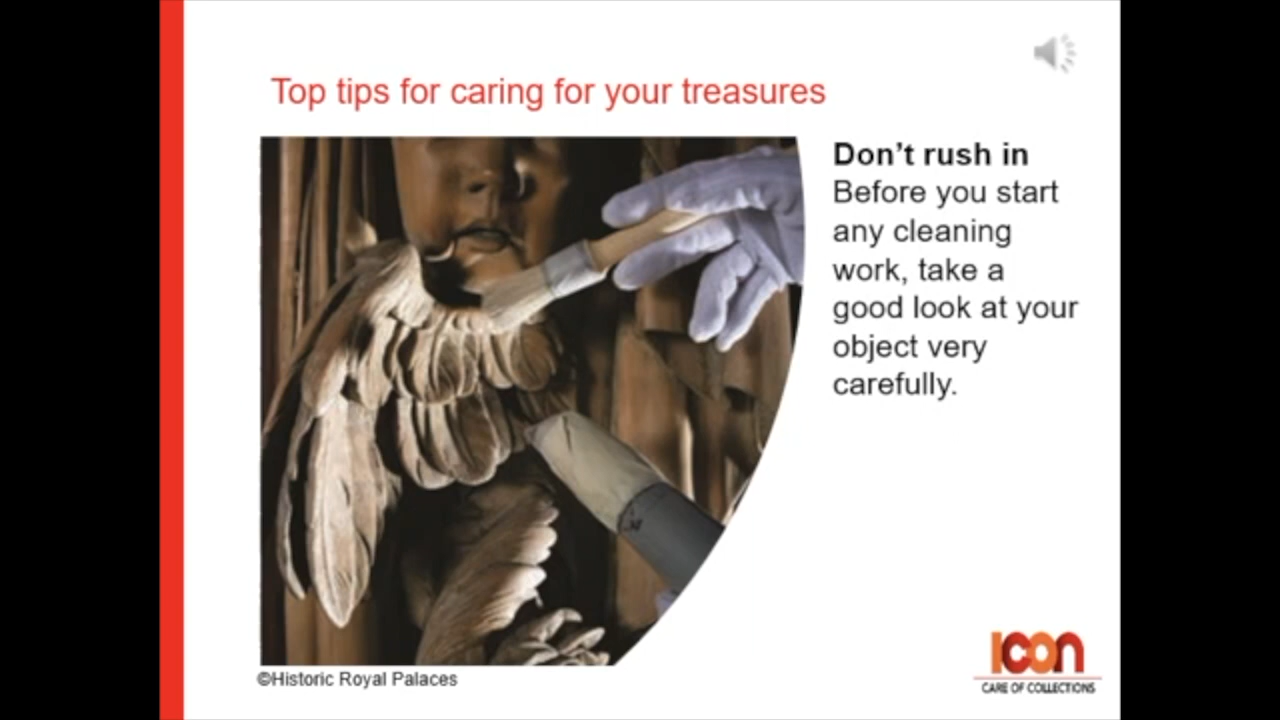 Top tips for caring for your treasures
Don’t rush in
Before you start
any cleaning
work, take a
good look at your
object very
carefully.
©Historic Royal Palaces
icon
CARE OF COLLECTIONS